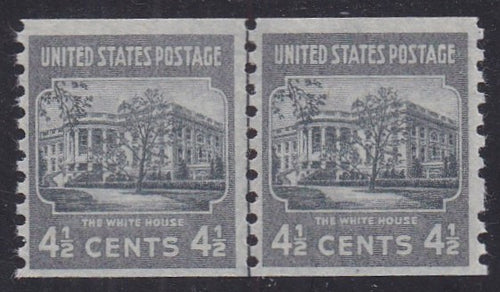 UNITED STATES POSTAGE
THE WHITE HOUSE
4½ CENTS 4½
UNITED STATES POSTAGE
THE WHITE HOUSE
4½ CENTS 4½